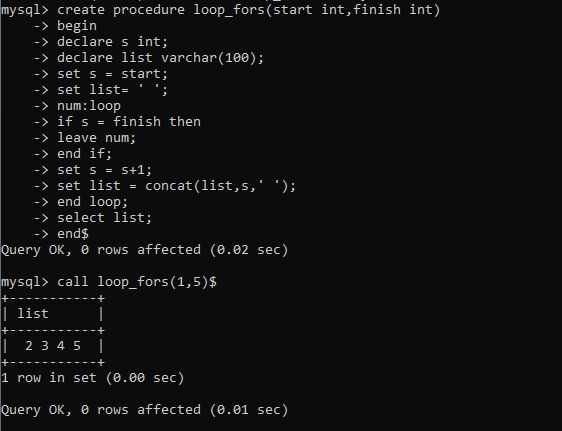 mysql> create procedure loop_fors(start int,finish int)
    -> begin
    -> declare s int;
    -> declare list varchar(100);
    -> set s = start;
    -> set list= ' ';
    -> num:loop
    -> if s = finish then
    -> leave num;
    -> end if;
    -> set s = s+1;
    -> set list = concat(list,s,' ');
    -> end loop;
    -> select list;
    -> end$
Query OK, 0 rows affected (0.02 sec)

mysql> call loop_fors(1,5)$
+-----------+
| list      |
+-----------+
|  2 3 4 5  |
+-----------+
1 row in set (0.00 sec)

Query OK, 0 rows affected (0.01 sec)